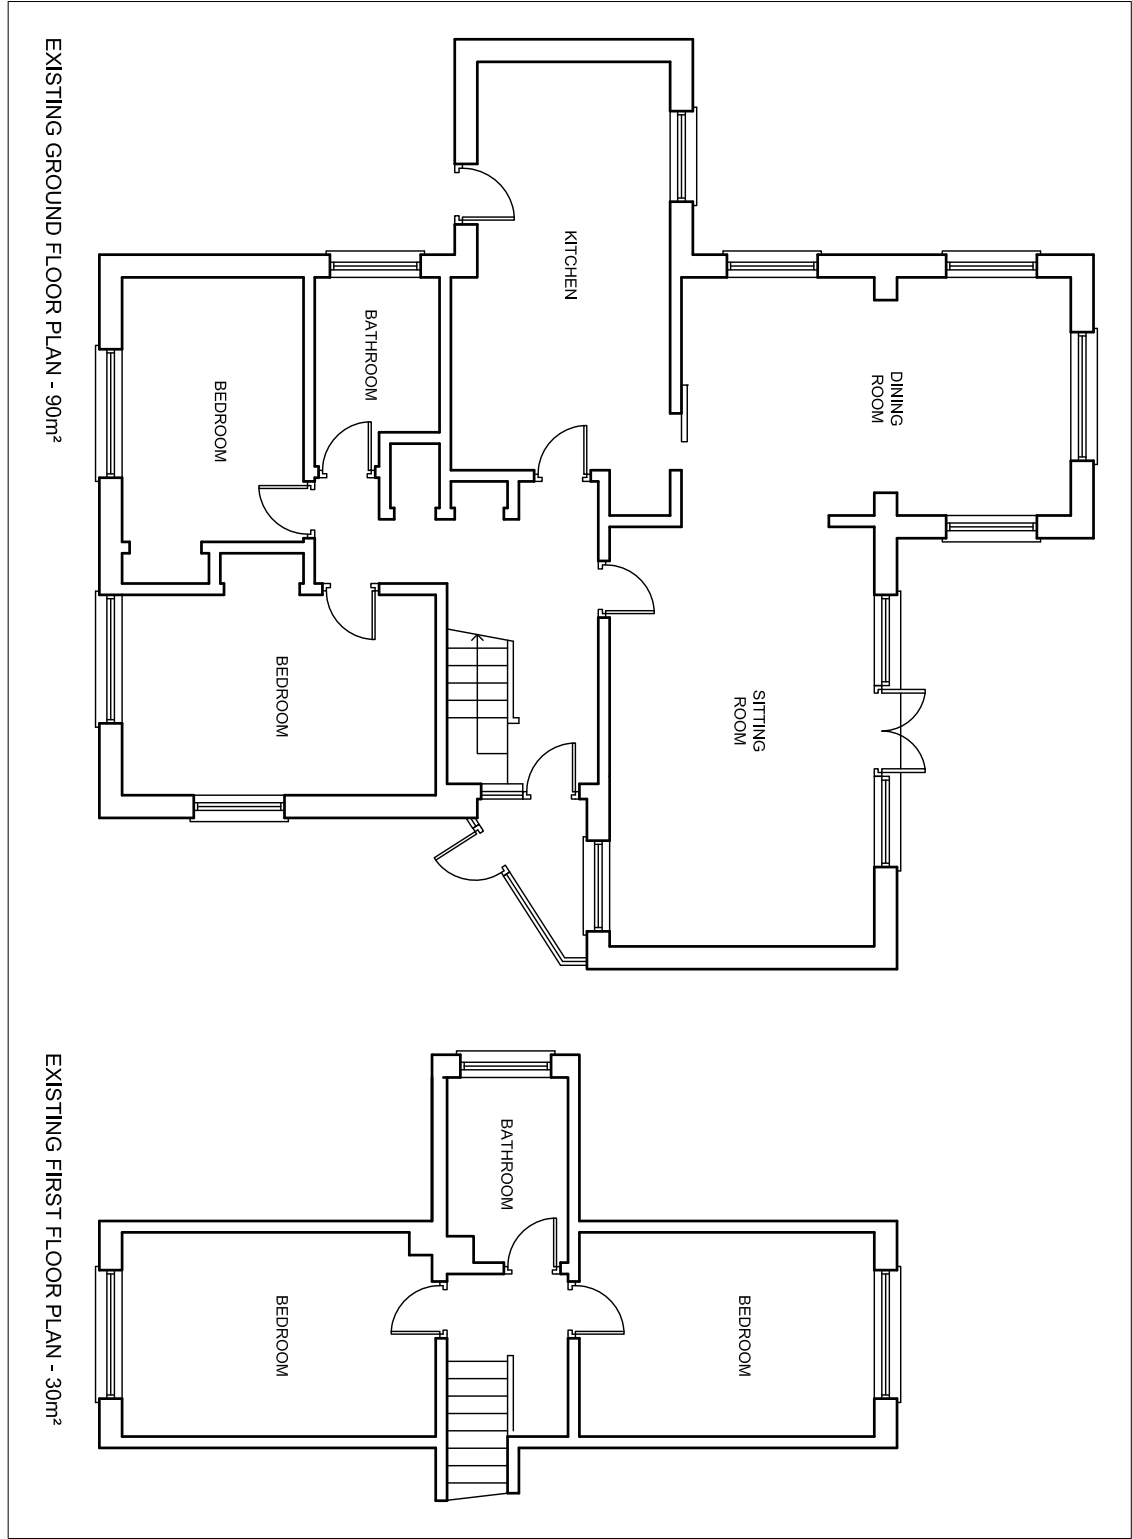 DINING
ROOM
KITCHEN
SITTING
ROOM
BATHROOM
BEDROOM
BEDROOM
EXISTING GROUND FLOOR PLAN - 90m²
BEDROOM
BATHROOM
BEDROOM
EXISTING FIRST FLOOR PLAN - 30m²